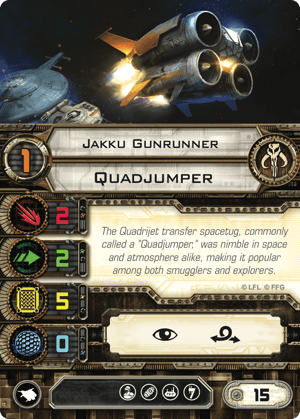 JAKKU GUNRUNNER
1
QUADJUMPER
2
2
5
0
The Quadrijet transfer spacetug, commonly
called a "Quadjumper," was nimble in space
and atmosphere alike, making it popular
among both smugglers and explorers.
© LFL © FFG
15